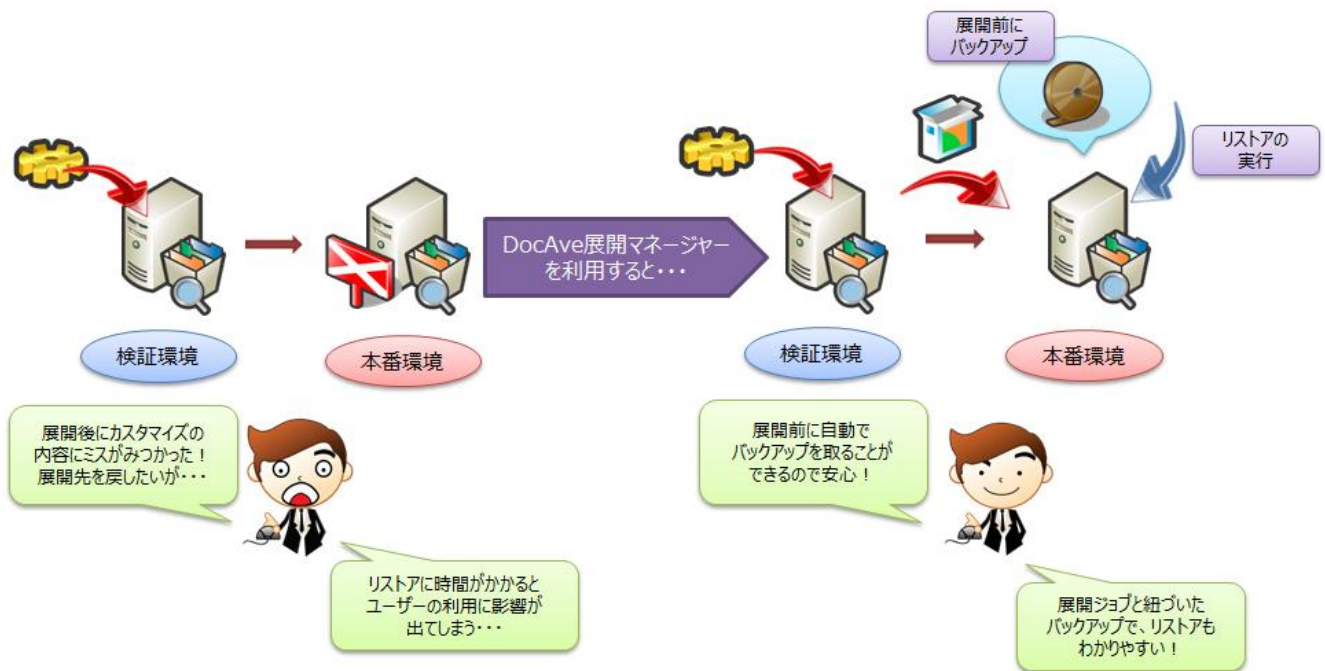 展開前に
バックアップ
リストアの
実行
DocAve展開マネージャー
を利用すると・・・
検証環境
本番環境
検証環境
本番環境
展開後にカスタマイズの
内容にミスがみつかった！
展開先を戻したいが・・・
リストアに時間がかかると
ユーザーの利用に影響が
出てしまう・・・
展開前に自動で
バックアップを取ることが
できるので安心！
展開ジョブと紐づいた
バックアップで、リストアも
わかりやすい！